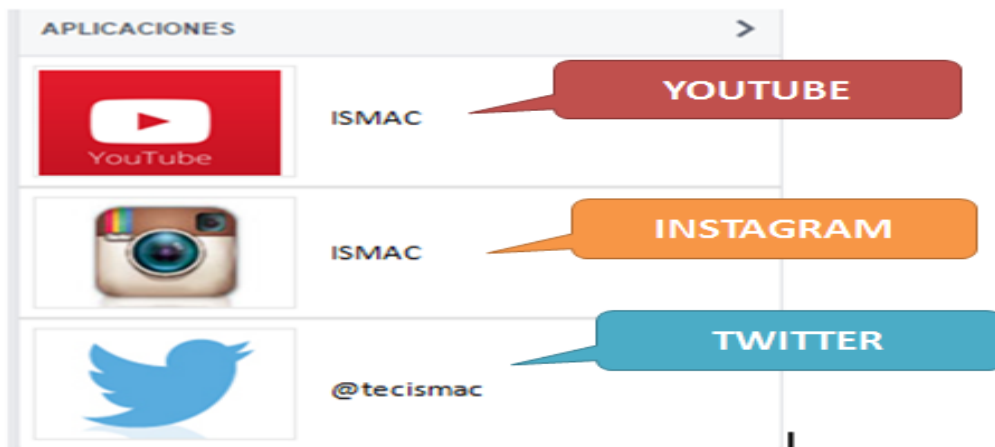 APLICACIONES >
YouTube
ISMAC
YOUTUBE
ISMAC
INSTAGRAM
@tecismac
TWITTER